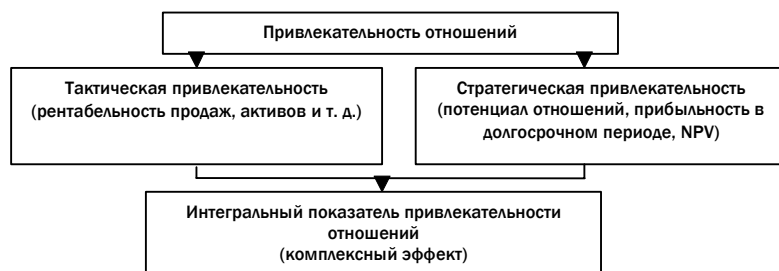 Привлекательность отношений
Тактическая привлекательность
(рентабельность продаж, активов и т. д.)
Стратегическая привлекательность
(потенциал отношений, прибыльность в
долгосрочном периоде, NPV)
Интегральный показатель привлекательности
отношений
(комплексный эффект)